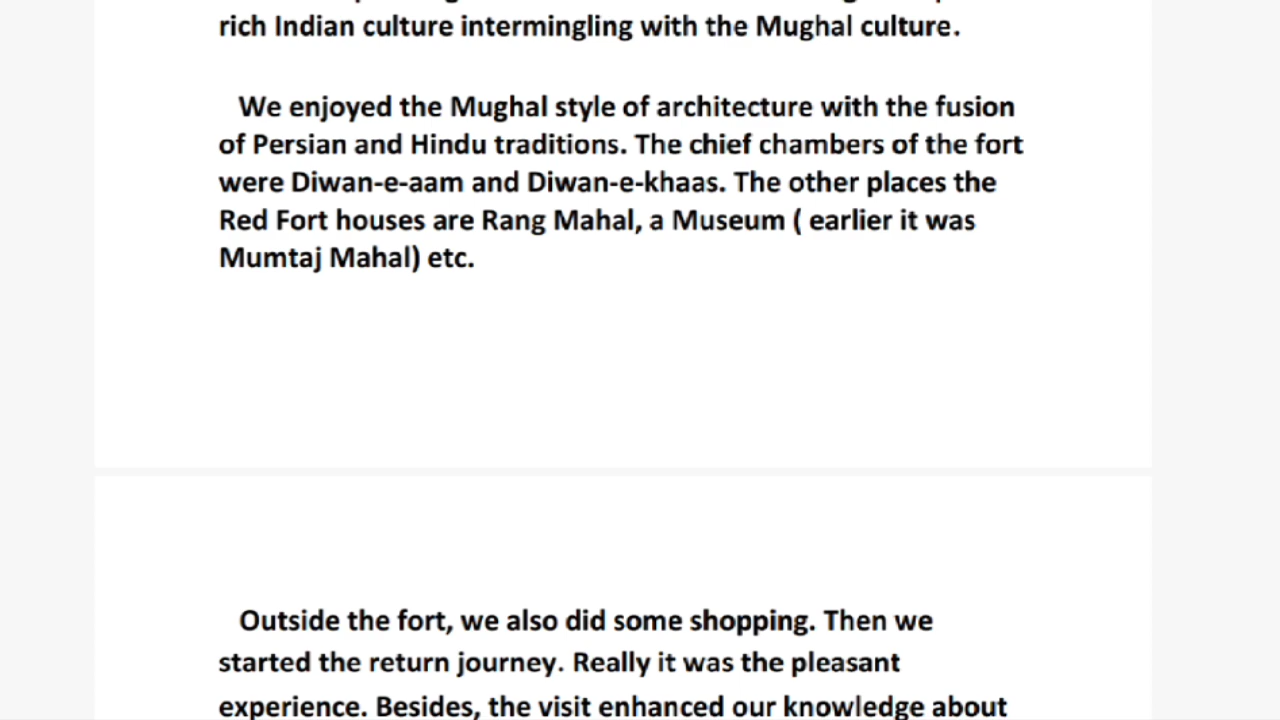 rich Indian culture intermingling with the Mughal culture.
We enjoyed the Mughal style of architecture with the fusion
of Persian and Hindu traditions. The chief chambers of the fort
were Diwan-e-aam and Diwan-e-khaas. The other places the
Red Fort houses are Rang Mahal, a Museum ( earlier it was
Mumtaj Mahal) etc.
Outside the fort, we also did some shopping. Then we
started the return journey. Really it was the pleasant
experience. Besides, the visit enhanced our knowledge about